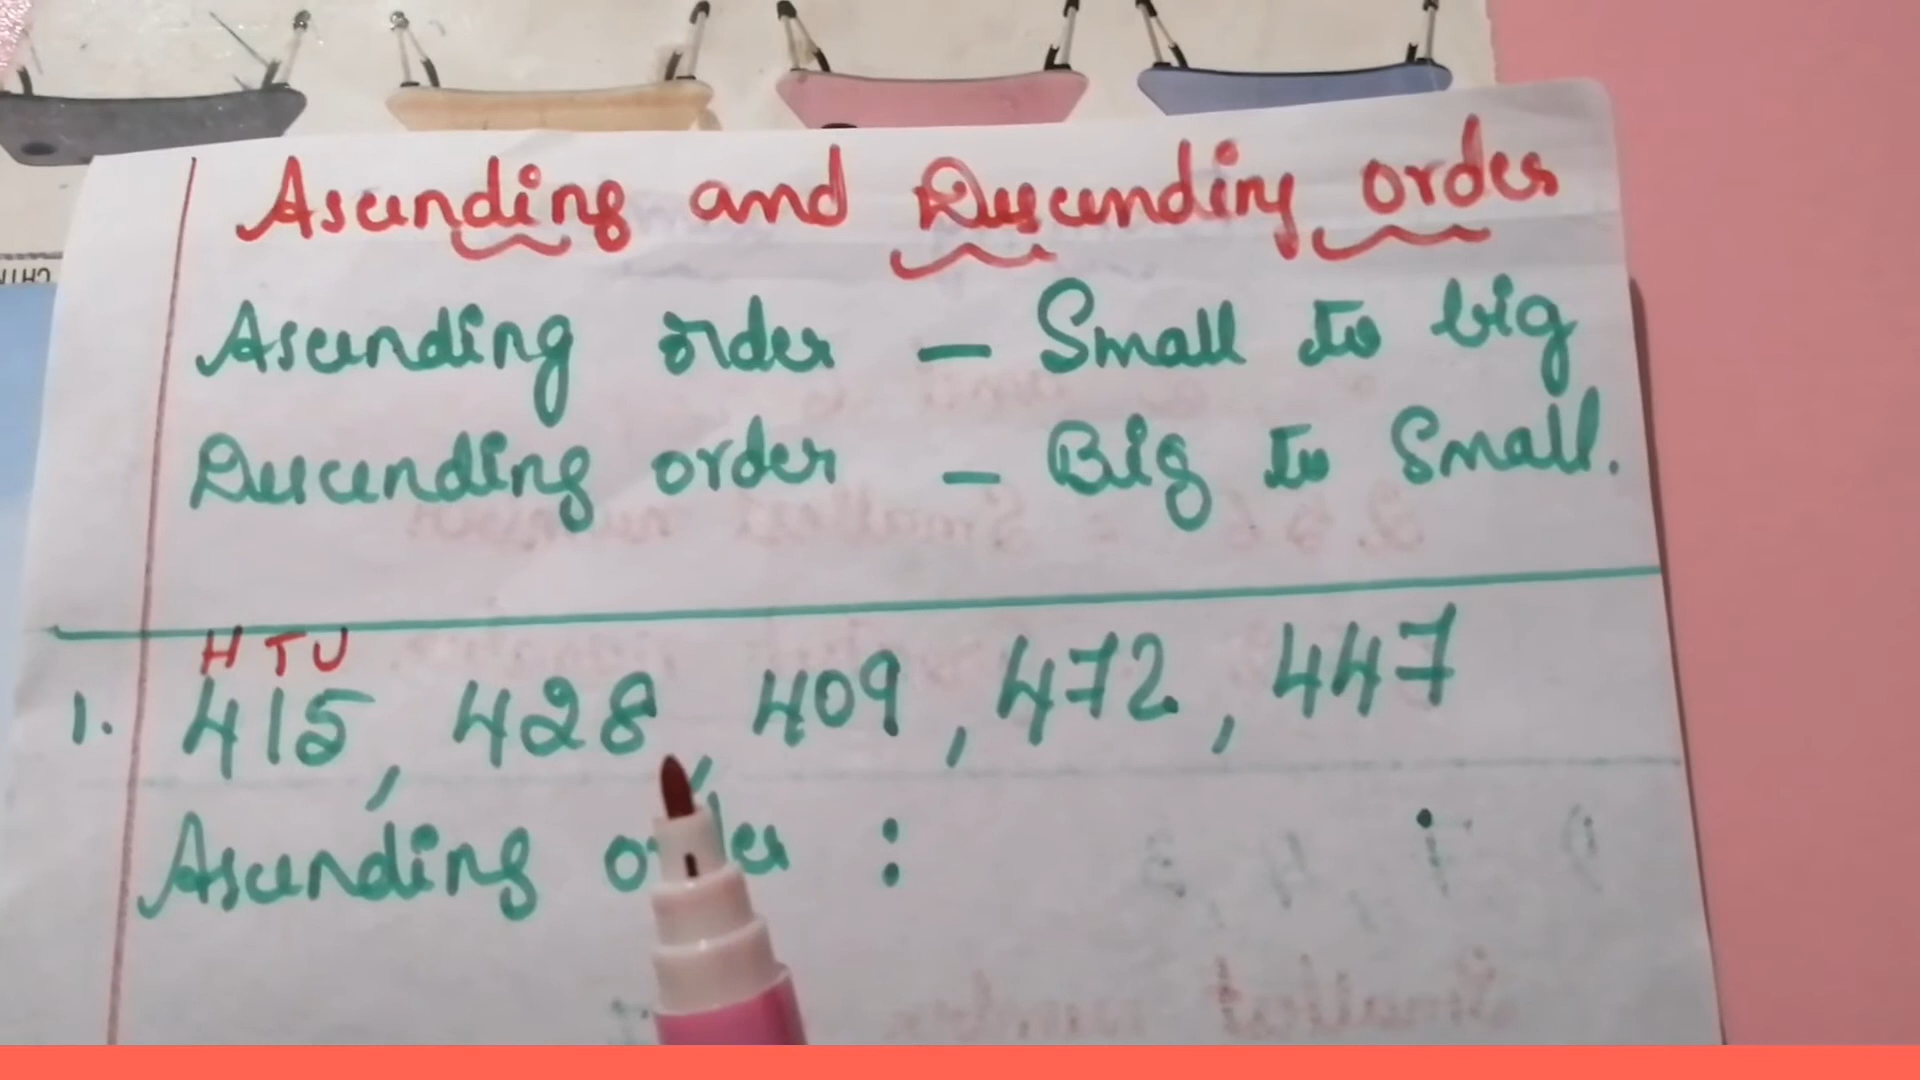 Ascending and Descending order
Ascending order - Small to big
Descending order - Big to Small.
H T U
1. 415, 428, 409, 472, 447
Ascending order :